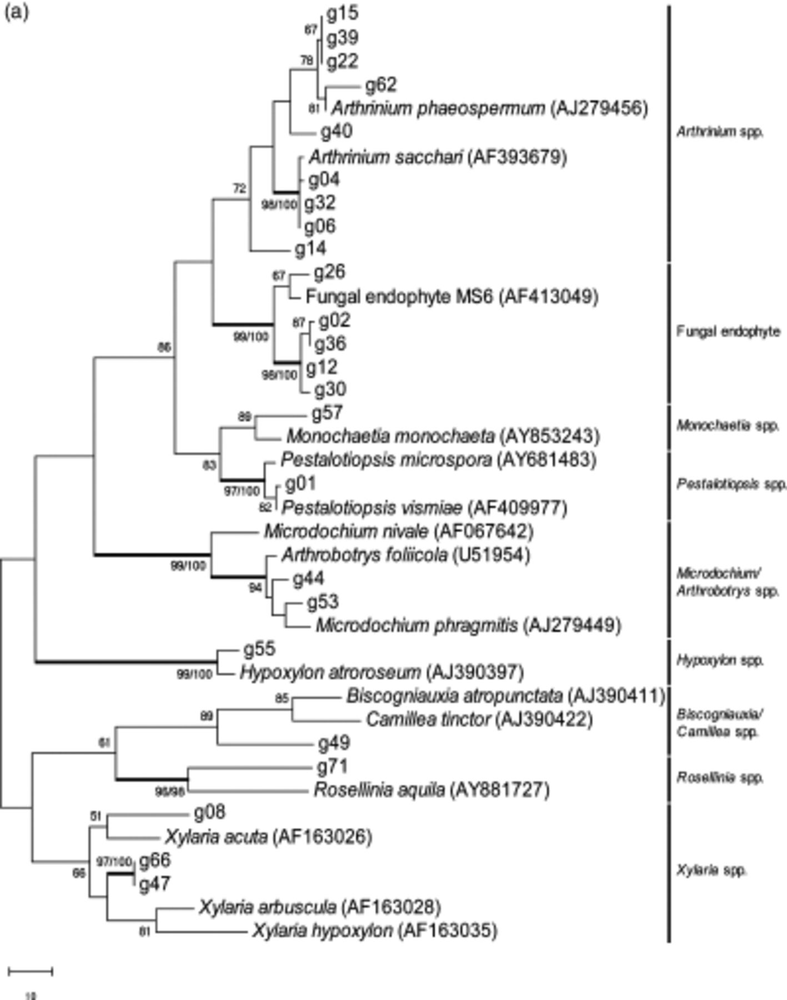 (a)
g15
67
g39
78
g22
g62
81
Arthrinium phaeospermum (AJ279456)
g40
Arthrinium spp.
Arthrinium sacchari (AF393679)
g04
72
98/100
g32
g06
g14
g26
67
Fungal endophyte MS6 (AF413049)
87
g02
99/100
Fungal endophyte
g36
86
g12
98/100
g30
g57
89
Monochaetia spp.
Monochaetia monochaeta (AY853243)
Pestalotiopsis microspora (AY681483)
83
g01
97/100
Pestalotiopsis spp.
82
Pestalotiopsis vismiae (AF409977)
Microdochium nivale (AF067642)
Arthrobotrys foliicola (U51954)
99/100
Microdochium/
Arthrobotrys spp.
g44
94
g53
Microdochium phragmitis (AJ279449)
g55
Hypoxylon spp.
99/100
Hypoxylon atroroseum (AJ390397)
85
Biscogniauxia atropunctata (AJ390411)
89
Biscogniauxia/
Camillea spp.
Camillea tinctor (AJ390422)
61
g49
g71
Rosellinia spp.
Rosellinia aquila (AY881727)
g08
51
Xylaria acuta (AF163026)
97/100
g66
66
Xylaria spp.
g47
Xylaria arbuscula (AF163028)
81
Xylaria hypoxylon (AF163035)
10